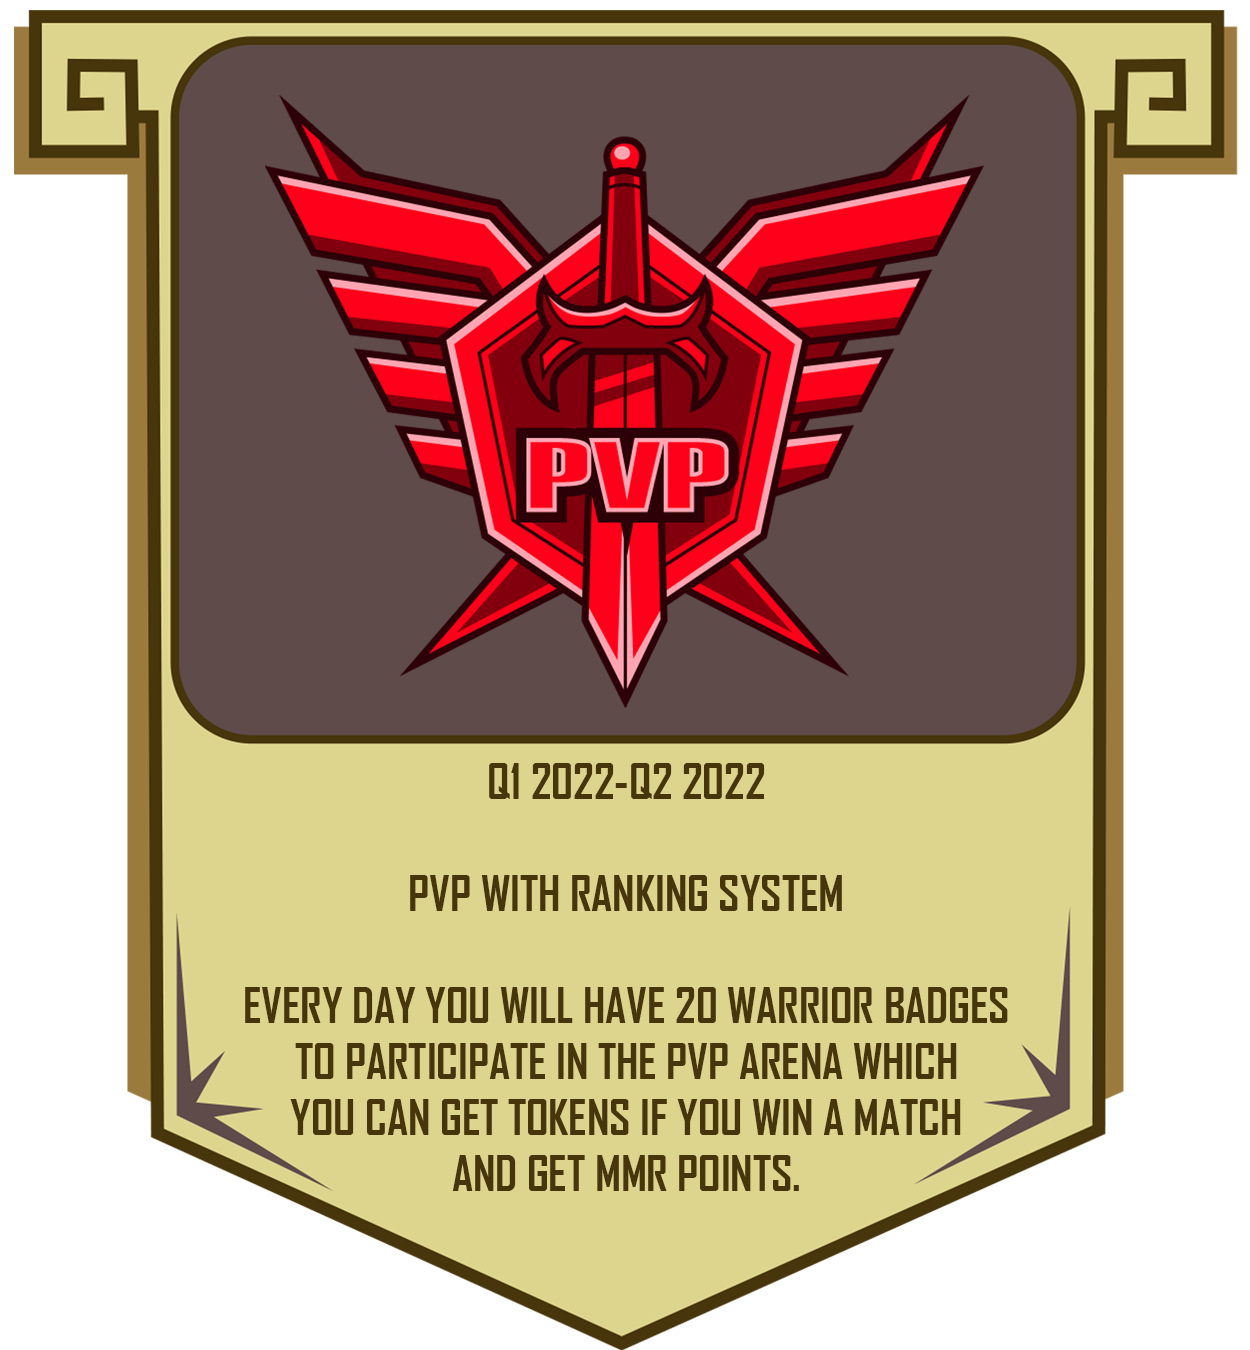 PVP
Q1 2022-Q2 2022
PVP WITH RANKING SYSTEM
EVERY DAY YOU WILL HAVE 20 WARRIOR BADGES
TO PARTICIPATE IN THE PVP ARENA WHICH
YOU CAN GET TOKENS IF YOU WIN A MATCH
AND GET MMR POINTS.